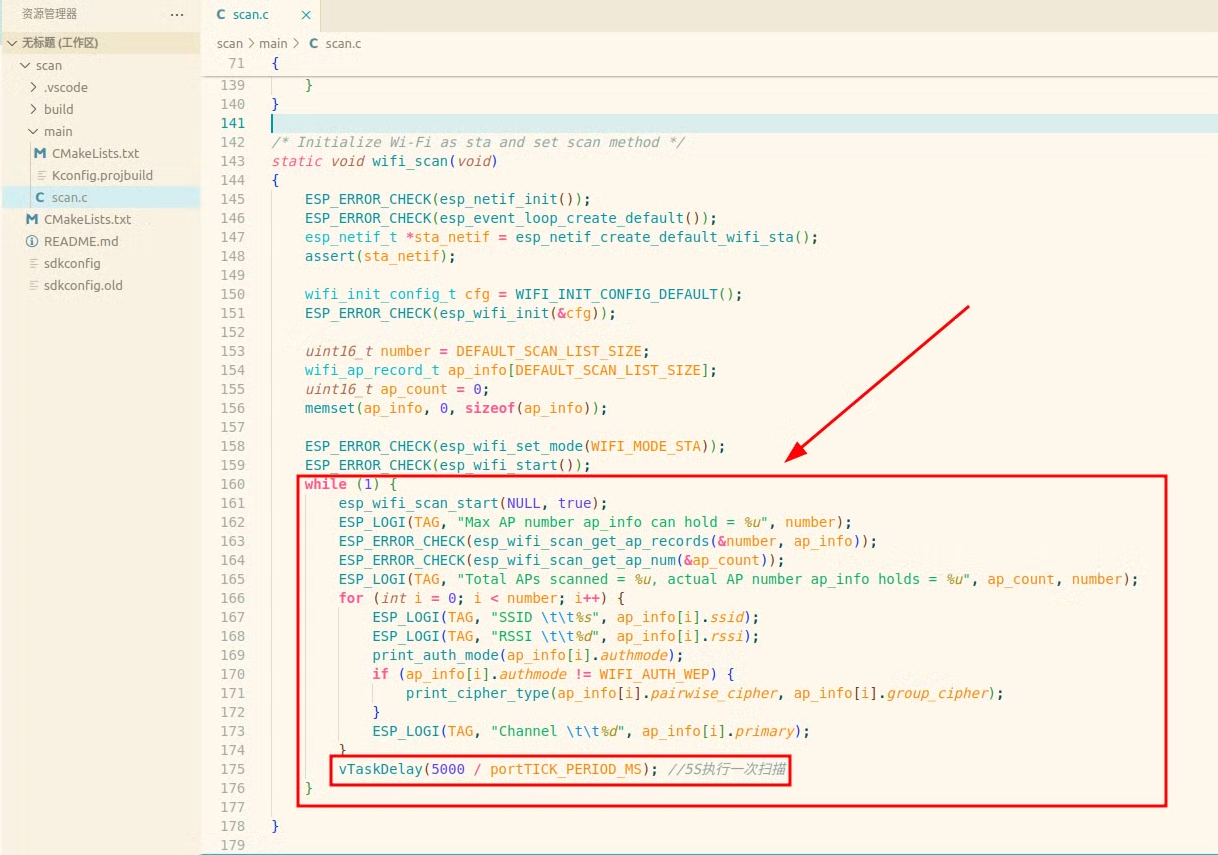 资源管理器 ···
无标题 (工作区)
scan
.vscode
build
main
CMakeLists.txt
Kconfig.projbuild
scan.c
CMakeLists.txt
README.md
sdkconfig
sdkconfig.old
C scan.c ×
scan > main > C scan.c
71 {
139 }
140 }
141
142 /* Initialize Wi-Fi as sta and set scan method */
143 static void wifi_scan(void)
144 {
145 ESP_ERROR_CHECK(esp_netif_init());
146 ESP_ERROR_CHECK(esp_event_loop_create_default());
147 esp_netif_t *sta_netif = esp_netif_create_default_wifi_sta();
148 assert(sta_netif);
149
150 wifi_init_config_t cfg = WIFI_INIT_CONFIG_DEFAULT();
151 ESP_ERROR_CHECK(esp_wifi_init(&cfg));
152
153 uint16_t number = DEFAULT_SCAN_LIST_SIZE;
154 wifi_ap_record_t ap_info[DEFAULT_SCAN_LIST_SIZE];
155 uint16_t ap_count = 0;
156 memset(ap_info, 0, sizeof(ap_info));
157
158 ESP_ERROR_CHECK(esp_wifi_set_mode(WIFI_MODE_STA));
159 ESP_ERROR_CHECK(esp_wifi_start());
160 while (1) {
161 esp_wifi_scan_start(NULL, true);
162 ESP_LOGI(TAG, "Max AP number ap_info can hold = %u", number);
163 ESP_ERROR_CHECK(esp_wifi_scan_get_ap_records(&number, ap_info));
164 ESP_ERROR_CHECK(esp_wifi_scan_get_ap_num(&ap_count));
165 ESP_LOGI(TAG, "Total APs scanned = %u, actual AP number ap_info holds = %u", ap_count, number);
166 for (int i = 0; i < number; i++) {
167 ESP_LOGI(TAG, "SSID \t\t%s", ap_info[i].ssid);
168 ESP_LOGI(TAG, "RSSI \t\t%d", ap_info[i].rssi);
169 print_auth_mode(ap_info[i].authmode);
170 if (ap_info[i].authmode != WIFI_AUTH_WEP) {
171 print_cipher_type(ap_info[i].pairwise_cipher, ap_info[i].group_cipher);
172 }
173 ESP_LOGI(TAG, "Channel \t\t%d", ap_info[i].primary);
174 }
175 vTaskDelay(5000 / portTICK_PERIOD_MS); //5S执行一次扫描
176 }
177
178 }
179